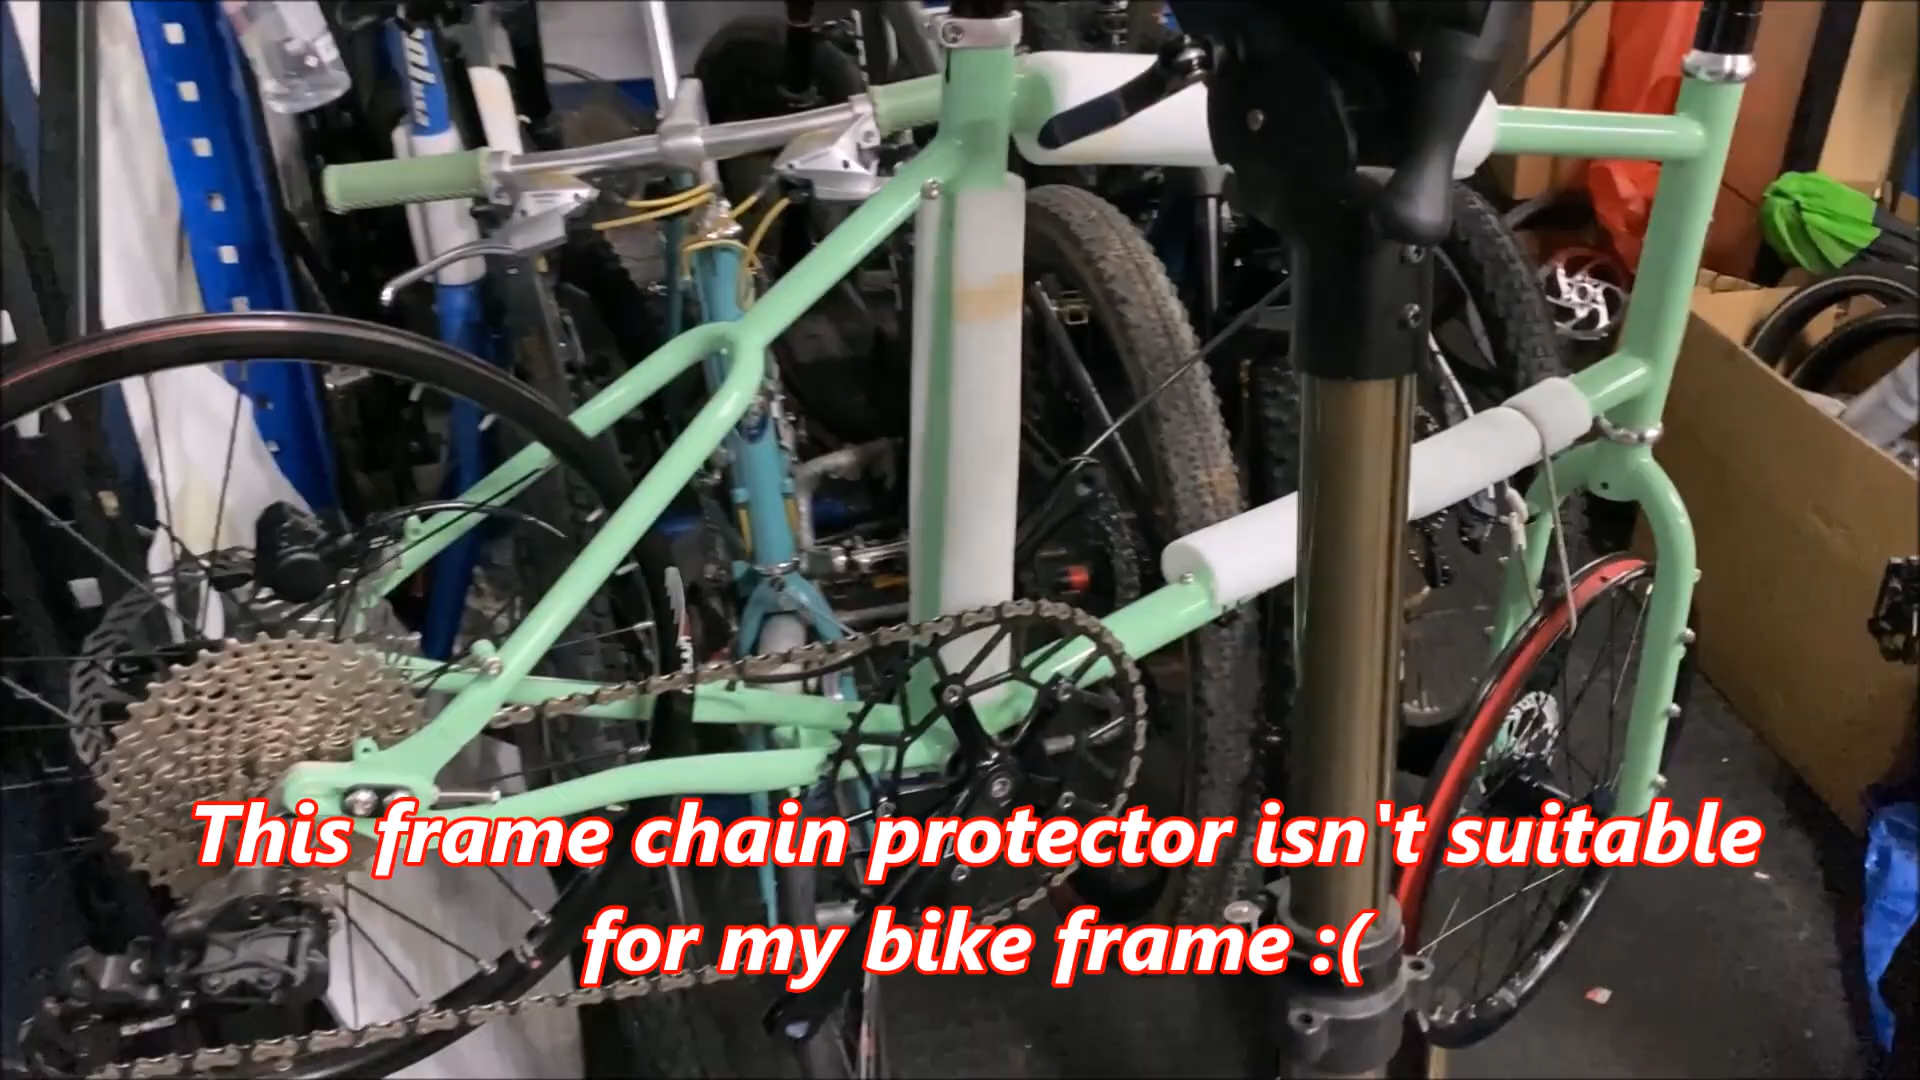 This frame chain protector isn't suitable
for my bike frame :(